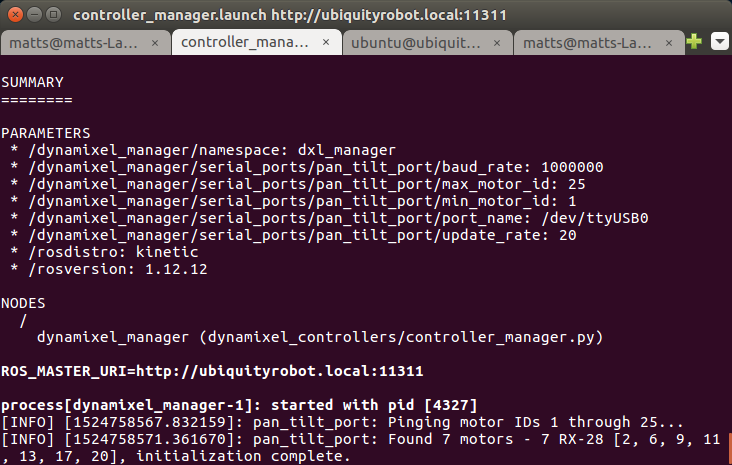 controller_manager.launch http://ubiquityrobot.local:11311
matts@matts-La... × controller_mana... × ubuntu@ubiquit... × matts@matts-La... ×
SUMMARY
========
PARAMETERS
* /dynamixel_manager/namespace: dxl_manager
* /dynamixel_manager/serial_ports/pan_tilt_port/baud_rate: 1000000
* /dynamixel_manager/serial_ports/pan_tilt_port/max_motor_id: 25
* /dynamixel_manager/serial_ports/pan_tilt_port/min_motor_id: 1
* /dynamixel_manager/serial_ports/pan_tilt_port/port_name: /dev/ttyUSB0
* /dynamixel_manager/serial_ports/pan_tilt_port/update_rate: 20
* /rosdistro: kinetic
* /rosversion: 1.12.12
NODES
/
dynamixel_manager (dynamixel_controllers/controller_manager.py)
ROS_MASTER_URI=http://ubiquityrobot.local:11311
process[dynamixel_manager-1]: started with pid [4327]
[INFO] [1524758567.832159]: pan_tilt_port: Pinging motor IDs 1 through 25...
[INFO] [1524758571.361670]: pan_tilt_port: Found 7 motors - 7 RX-28 [2, 6, 9, 11
, 13, 17, 20], initialization complete.